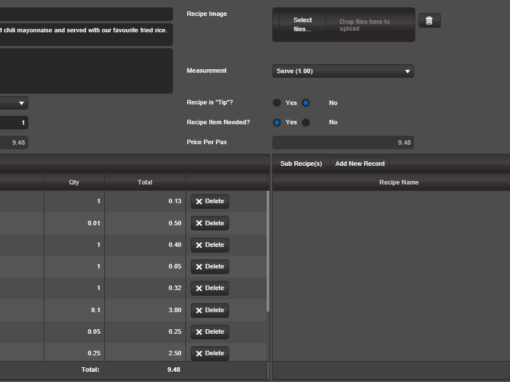 Recipe Image
Select files...
Drop files here to upload
t chili mayonnaise and served with our favourite fried rice.
Measurement
Serve (1.00)
Recipe is "Tip"?
Yes
No
1
Recipe Item Needed?
Yes
No
9.48
Price Per Pax
9.48
Sub Recipe(s)
Add New Record
Qty
Total
Recipe Name
1 0.13 X Delete
0.01 0.50 X Delete
1 0.40 X Delete
1 0.05 X Delete
1 0.32 X Delete
0.1 3.00 X Delete
0.05 0.25 X Delete
0.25 2.50 X Delete
Total: 9.48